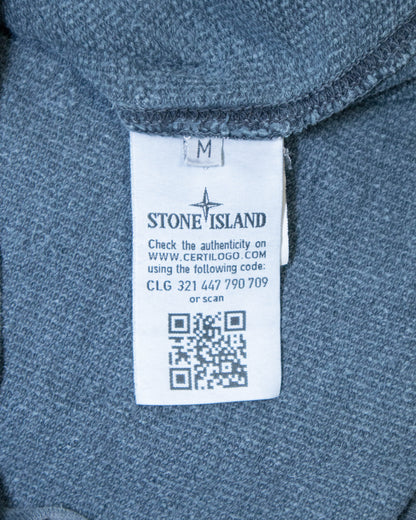 M
STONE ISLAND
Check the authenticity on
WWW.CERTILOGO.COM
using the following code:
CLG 321 447 790 709
or scan